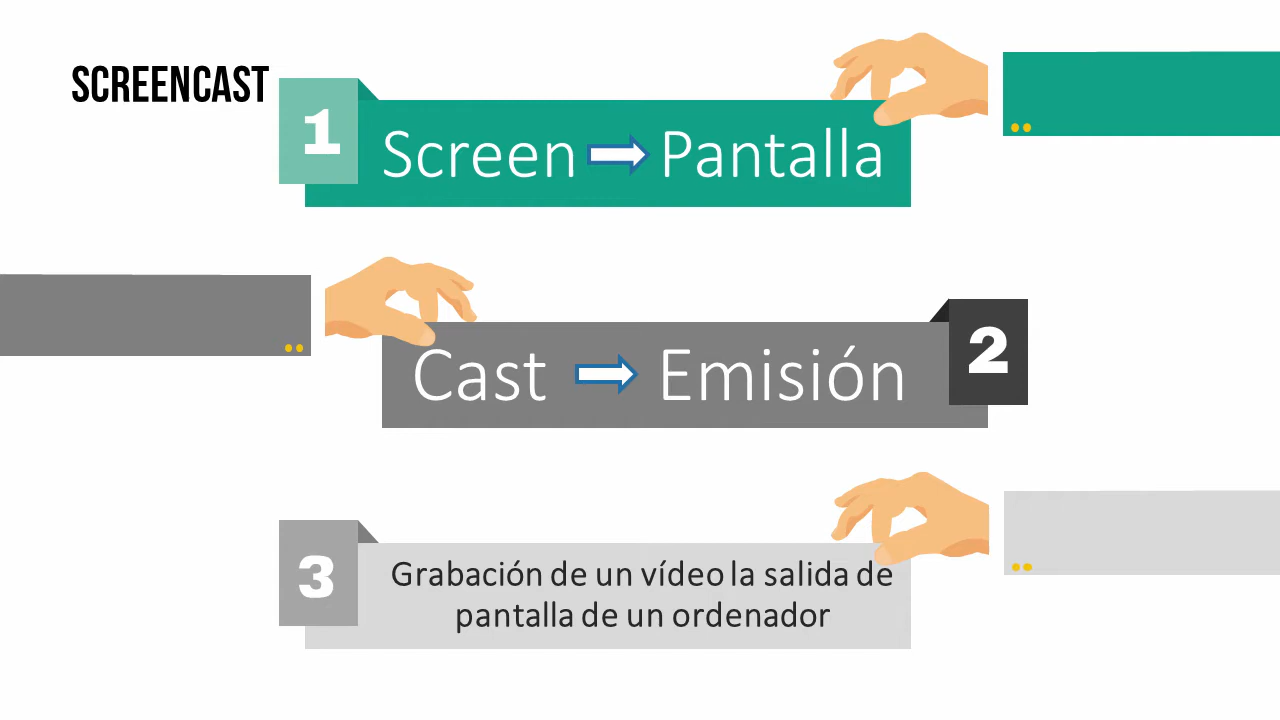 SCREENCAST
1
Screen Pantalla
Cast Emisión
2
3
Grabación de un vídeo la salida de
pantalla de un ordenador